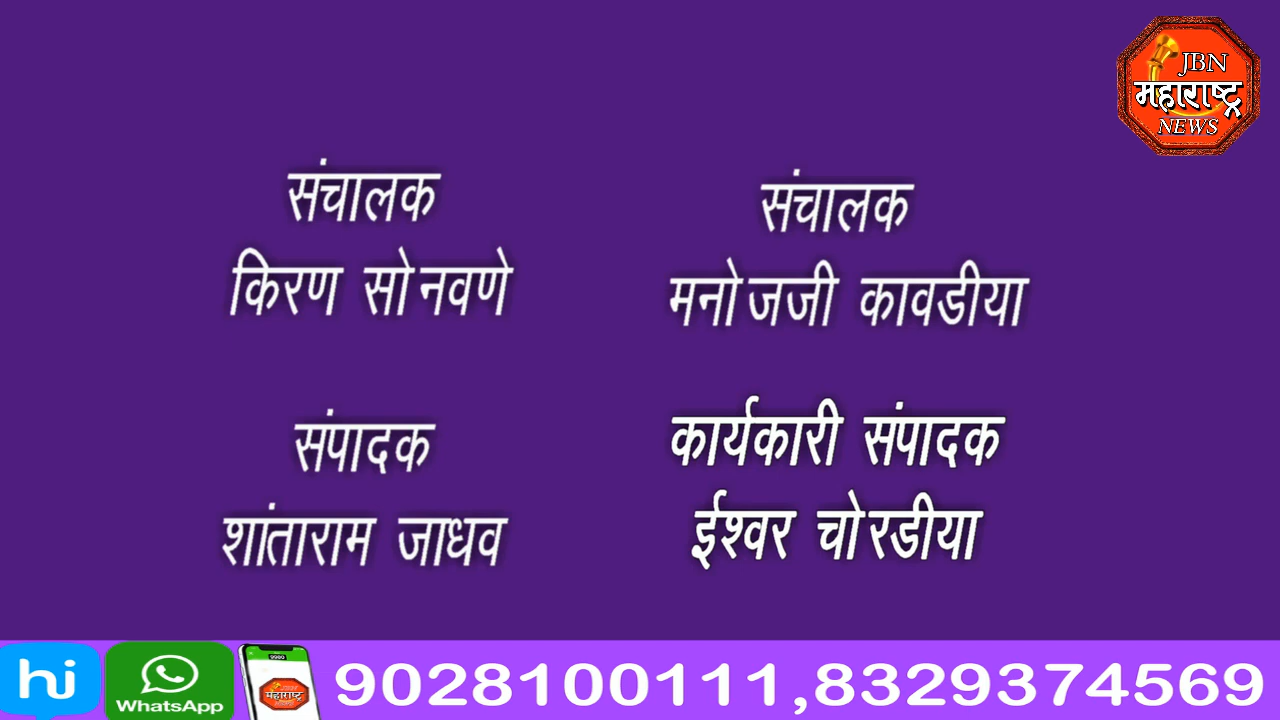 JBN
महाराष्ट्र
NEWS
संचालक
किरण सोनवणे
संचालक
मनोजजी कावडीया
संपादक
शांताराम जाधव
कार्यकारी संपादक
ईश्वर चोरडीया
hi
WhatsApp
महाराष्ट्र
9028100111,8329374569